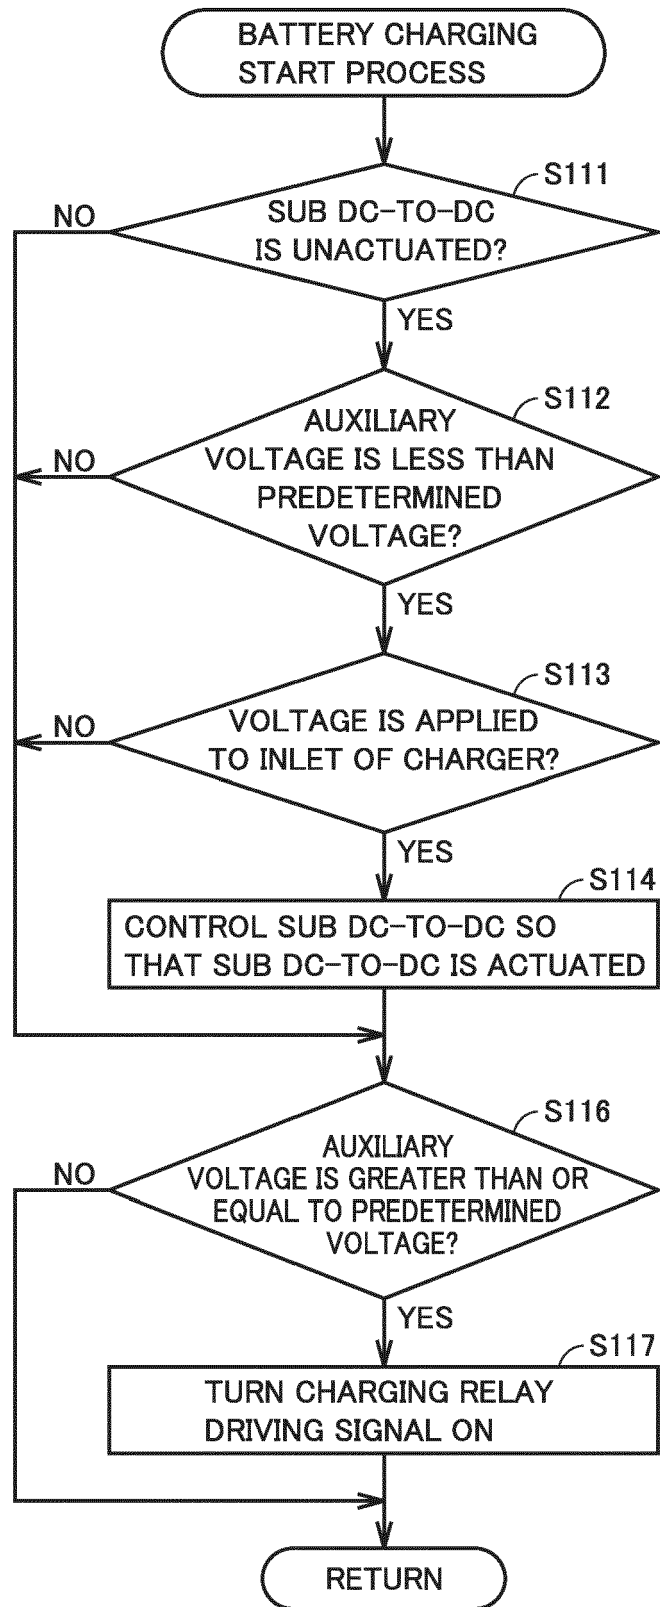 BATTERY CHARGING
START PROCESS
S111
NO
SUB DC-TO-DC
IS UNACTUATED?
YES
S112
NO
AUXILIARY
VOLTAGE IS LESS THAN
PREDETERMINED
VOLTAGE?
YES
S113
NO
VOLTAGE IS APPLIED
TO INLET OF CHARGER?
YES
S114
CONTROL SUB DC-TO-DC SO
THAT SUB DC-TO-DC IS ACTUATED
S116
NO
AUXILIARY
VOLTAGE IS GREATER THAN OR
EQUAL TO PREDETERMINED
VOLTAGE?
YES
S117
TURN CHARGING RELAY
DRIVING SIGNAL ON
RETURN